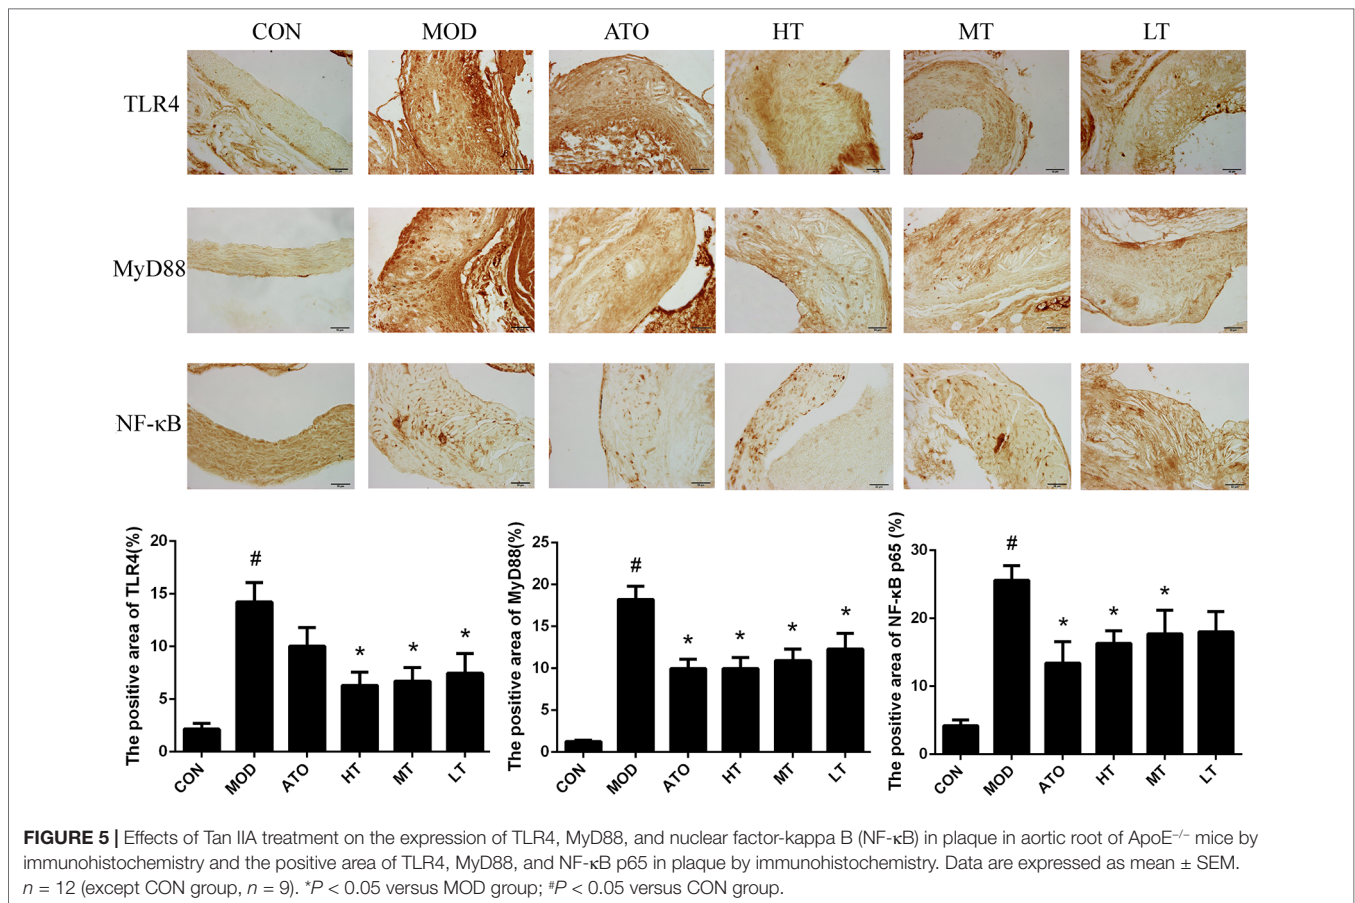 CON MOD ATO HT MT LT
TLR4
MyD88
NF-κB
The positive area of TLR4(%)
20
15
10
5
0
#
*
*
*
CON MOD ATO HT MT LT
The positive area of MyD88(%)
25
20
15
10
5
0
#
*
*
*
*
CON MOD ATO HT MT LT
The positive area of NF-κB p65 (%)
30
20
10
0
#
*
*
*
CON MOD ATO HT MT LT
FIGURE 5 | Effects of Tan IIA treatment on the expression of TLR4, MyD88, and nuclear factor-kappa B (NF-κB) in plaque in aortic root of ApoE−/− mice by
immunohistochemistry and the positive area of TLR4, MyD88, and NF-κB p65 in plaque by immunohistochemistry. Data are expressed as mean ± SEM.
n = 12 (except CON group, n = 9). *P < 0.05 versus MOD group; #P < 0.05 versus CON group.